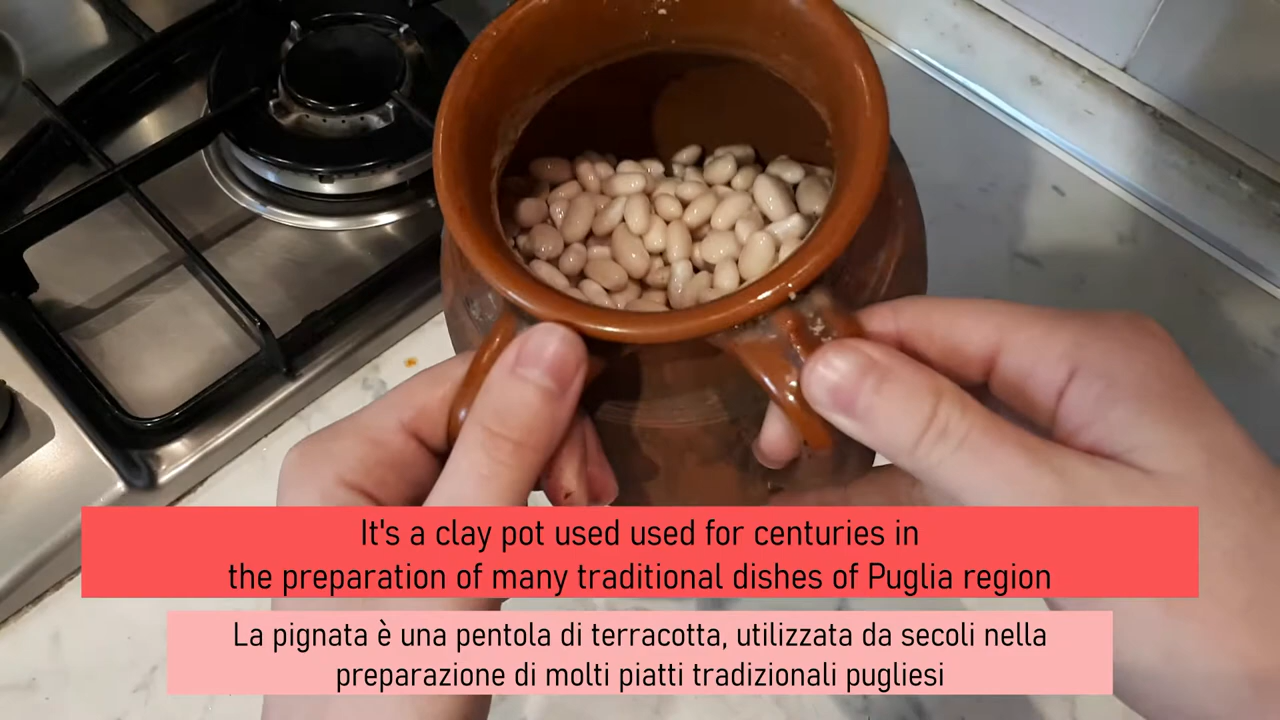 It's a clay pot used used for centuries in
the preparation of many traditional dishes of Puglia region
La pignata è una pentola di terracotta, utilizzata da secoli nella
preparazione di molti piatti tradizionali pugliesi